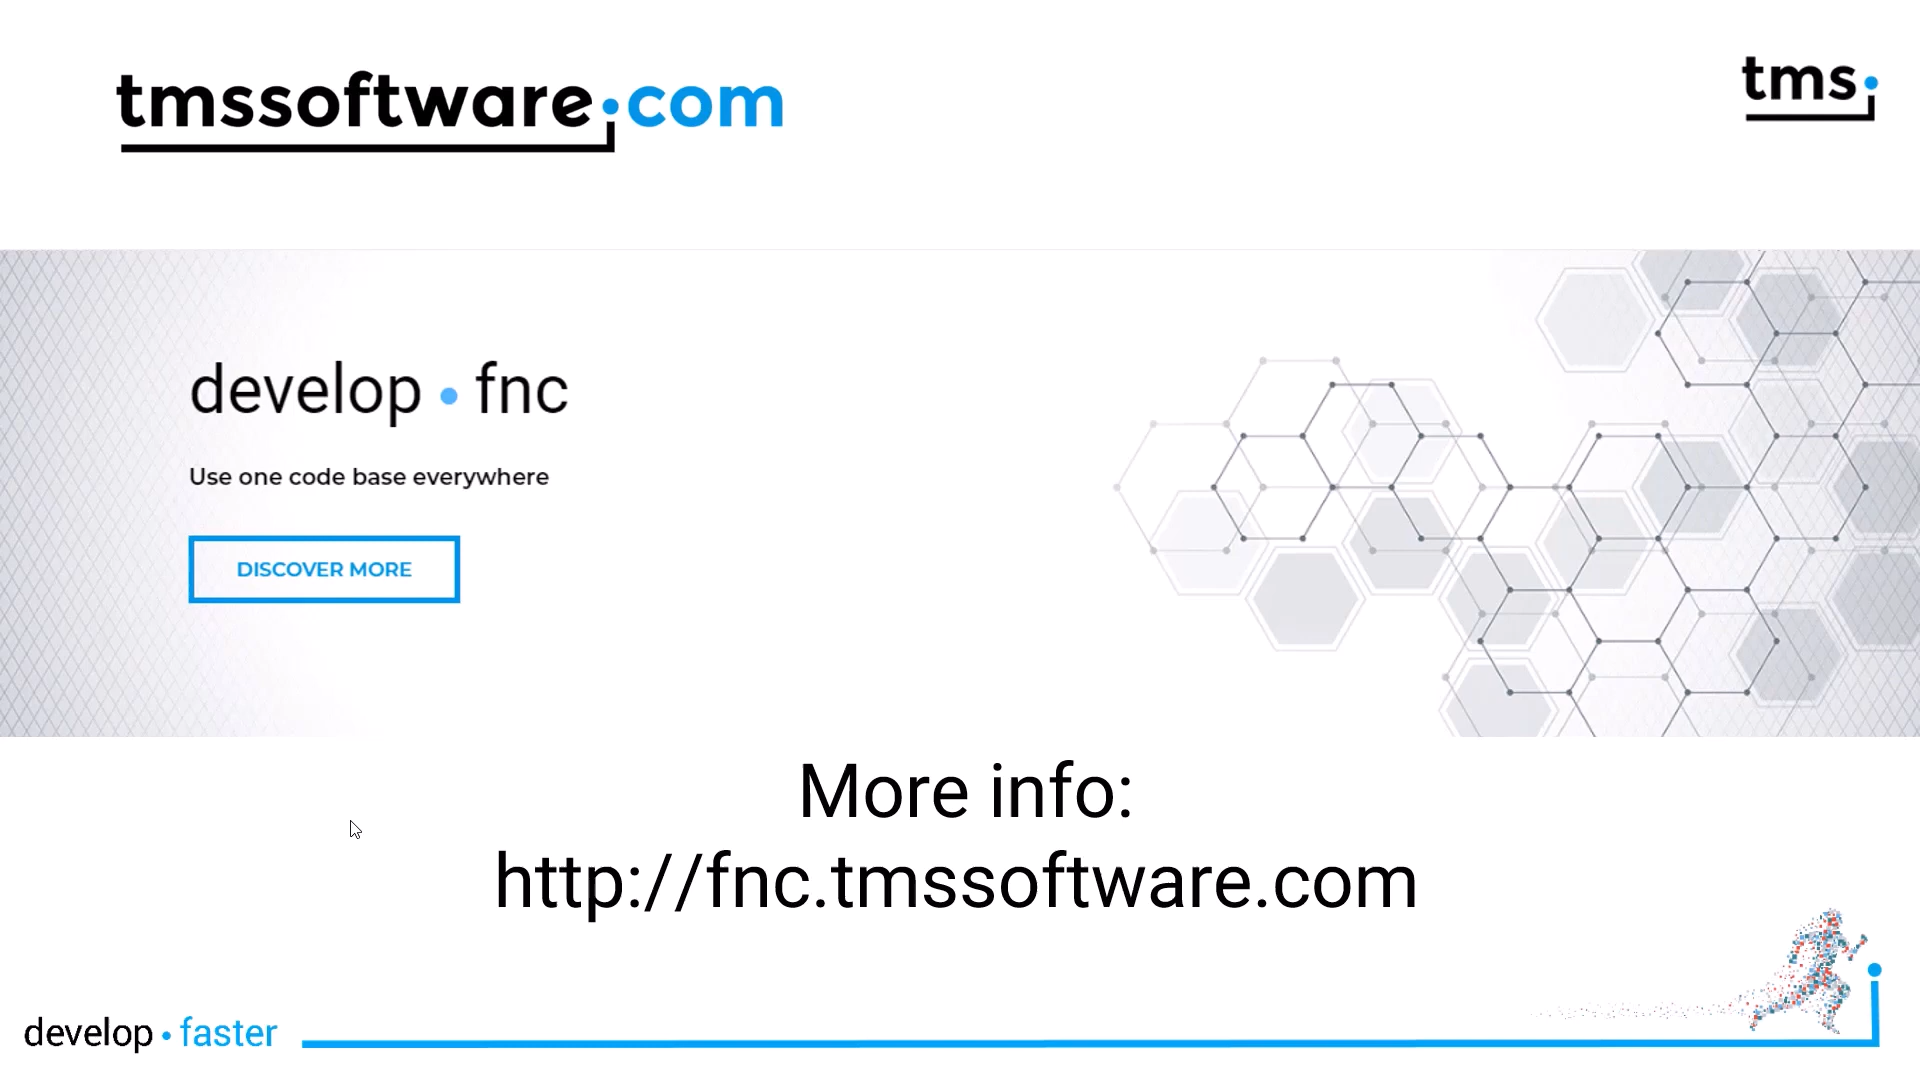 tmssoftware.com
tms.
develop • fnc
Use one code base everywhere
DISCOVER MORE
More info:
http://fnc.tmssoftware.com
develop • faster